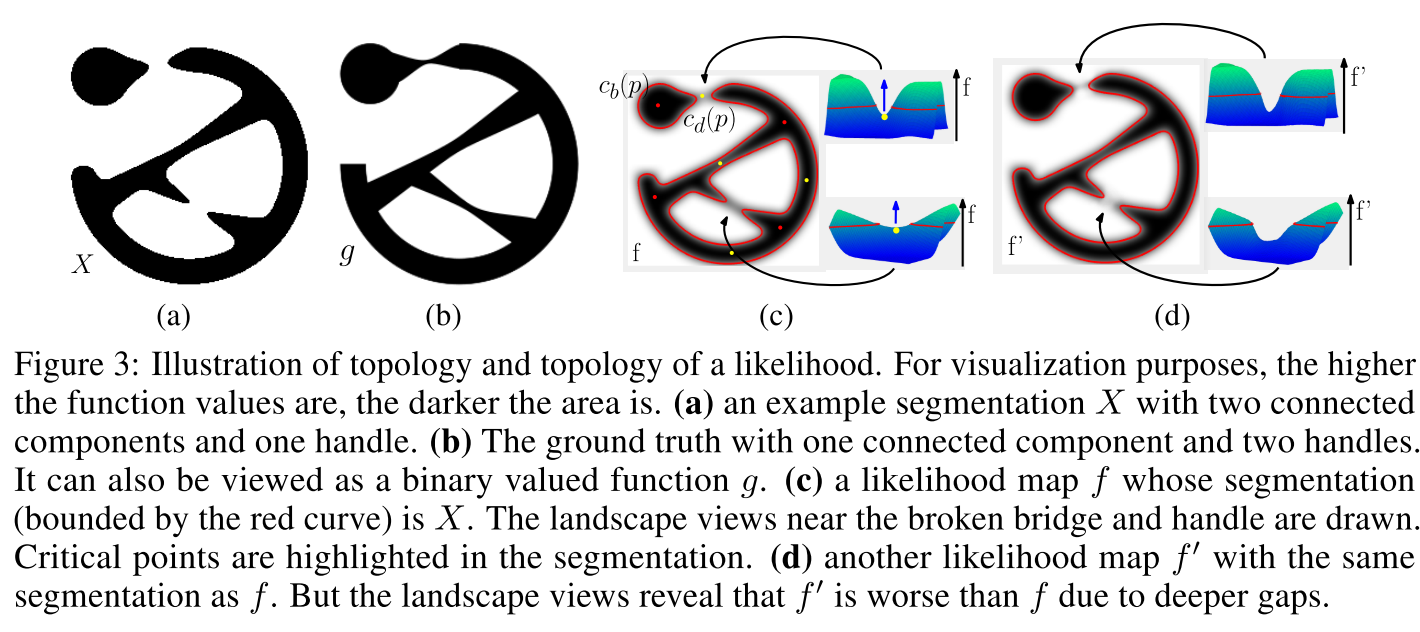 c_b(p)
c_d(p)
f
f'
f
f'
X
g
f
f'
(a)
(b)
(c)
(d)
Figure 3: Illustration of topology and topology of a likelihood. For visualization purposes, the higher
the function values are, the darker the area is. (a) an example segmentation X with two connected
components and one handle. (b) The ground truth with one connected component and two handles.
It can also be viewed as a binary valued function g. (c) a likelihood map f whose segmentation
(bounded by the red curve) is X. The landscape views near the broken bridge and handle are drawn.
Critical points are highlighted in the segmentation. (d) another likelihood map f′ with the same
segmentation as f. But the landscape views reveal that f′ is worse than f due to deeper gaps.